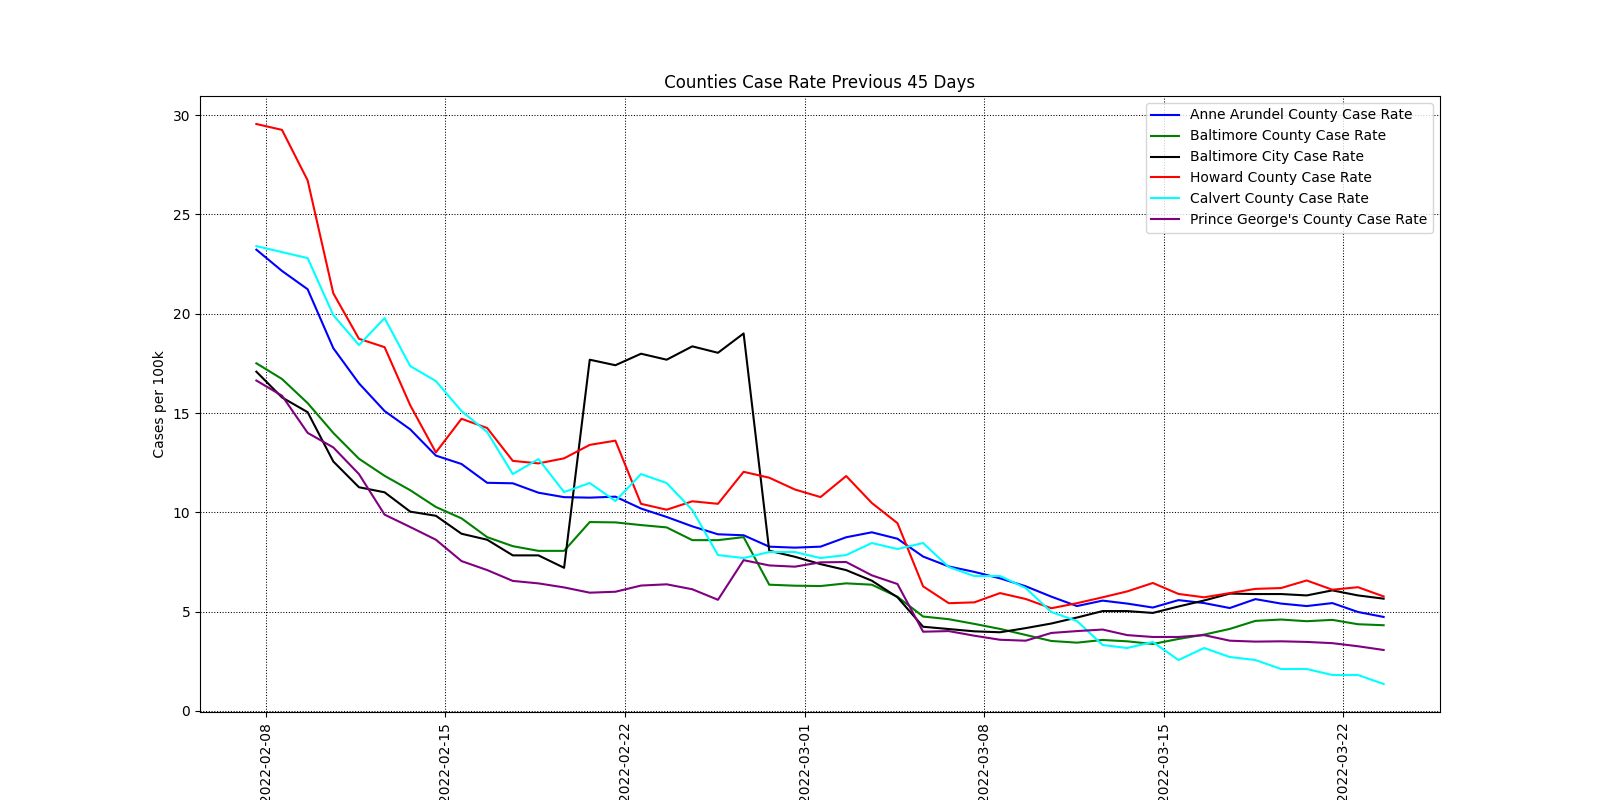 Counties Case Rate Previous 45 Days
Cases per 100k
30
25
20
15
10
5
0
Anne Arundel County Case Rate
Baltimore County Case Rate
Baltimore City Case Rate
Howard County Case Rate
Calvert County Case Rate
Prince George's County Case Rate
2022-02-08
2022-02-15
2022-02-22
2022-03-01
2022-03-08
2022-03-15
2022-03-22